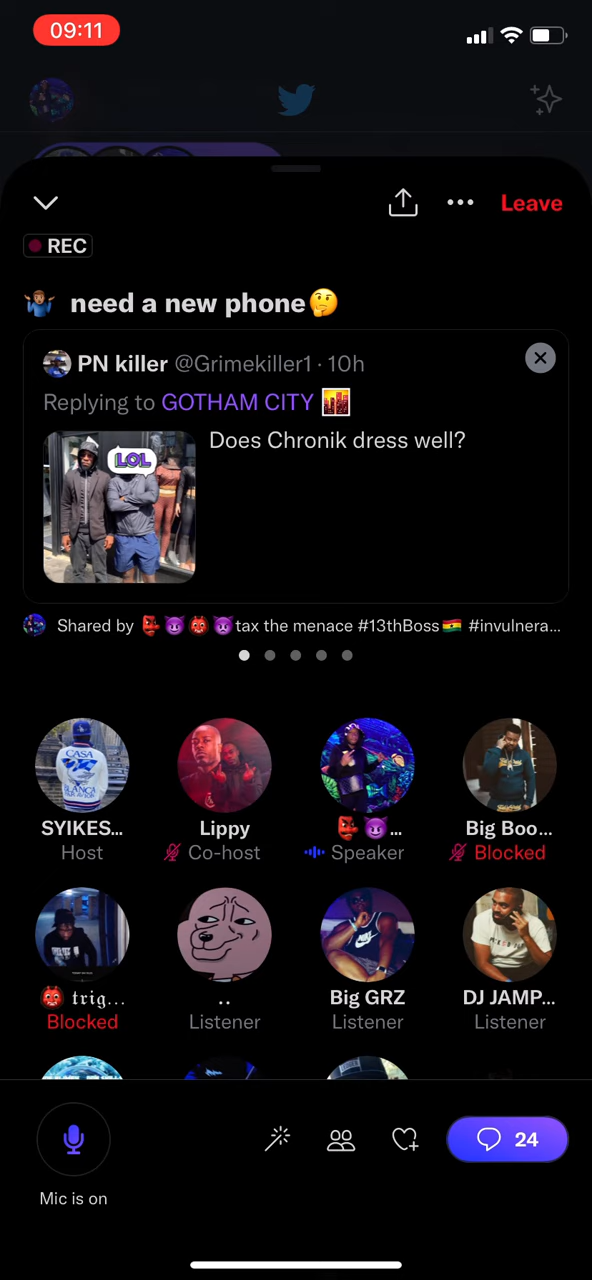 09:11
Leave
REC
🤷🏽‍♂️ need a new phone🤔
PN killer @Grimekiller1 · 10h
Replying to GOTHAM CITY 🌇
LOL
Does Chronik dress well?
Shared by 👺😈👹👿tax the menace #13thBoss🇬🇭 #invulnera...
CASA
BLANCA
SYIKES...
Lippy
👺😈...
Big Boo...
Host
Co-host
Speaker
Blocked
👹 𝔱𝔯𝔦𝔤...
..
Big GRZ
DJ JAMP...
Blocked
Listener
Listener
Listener
24
Mic is on